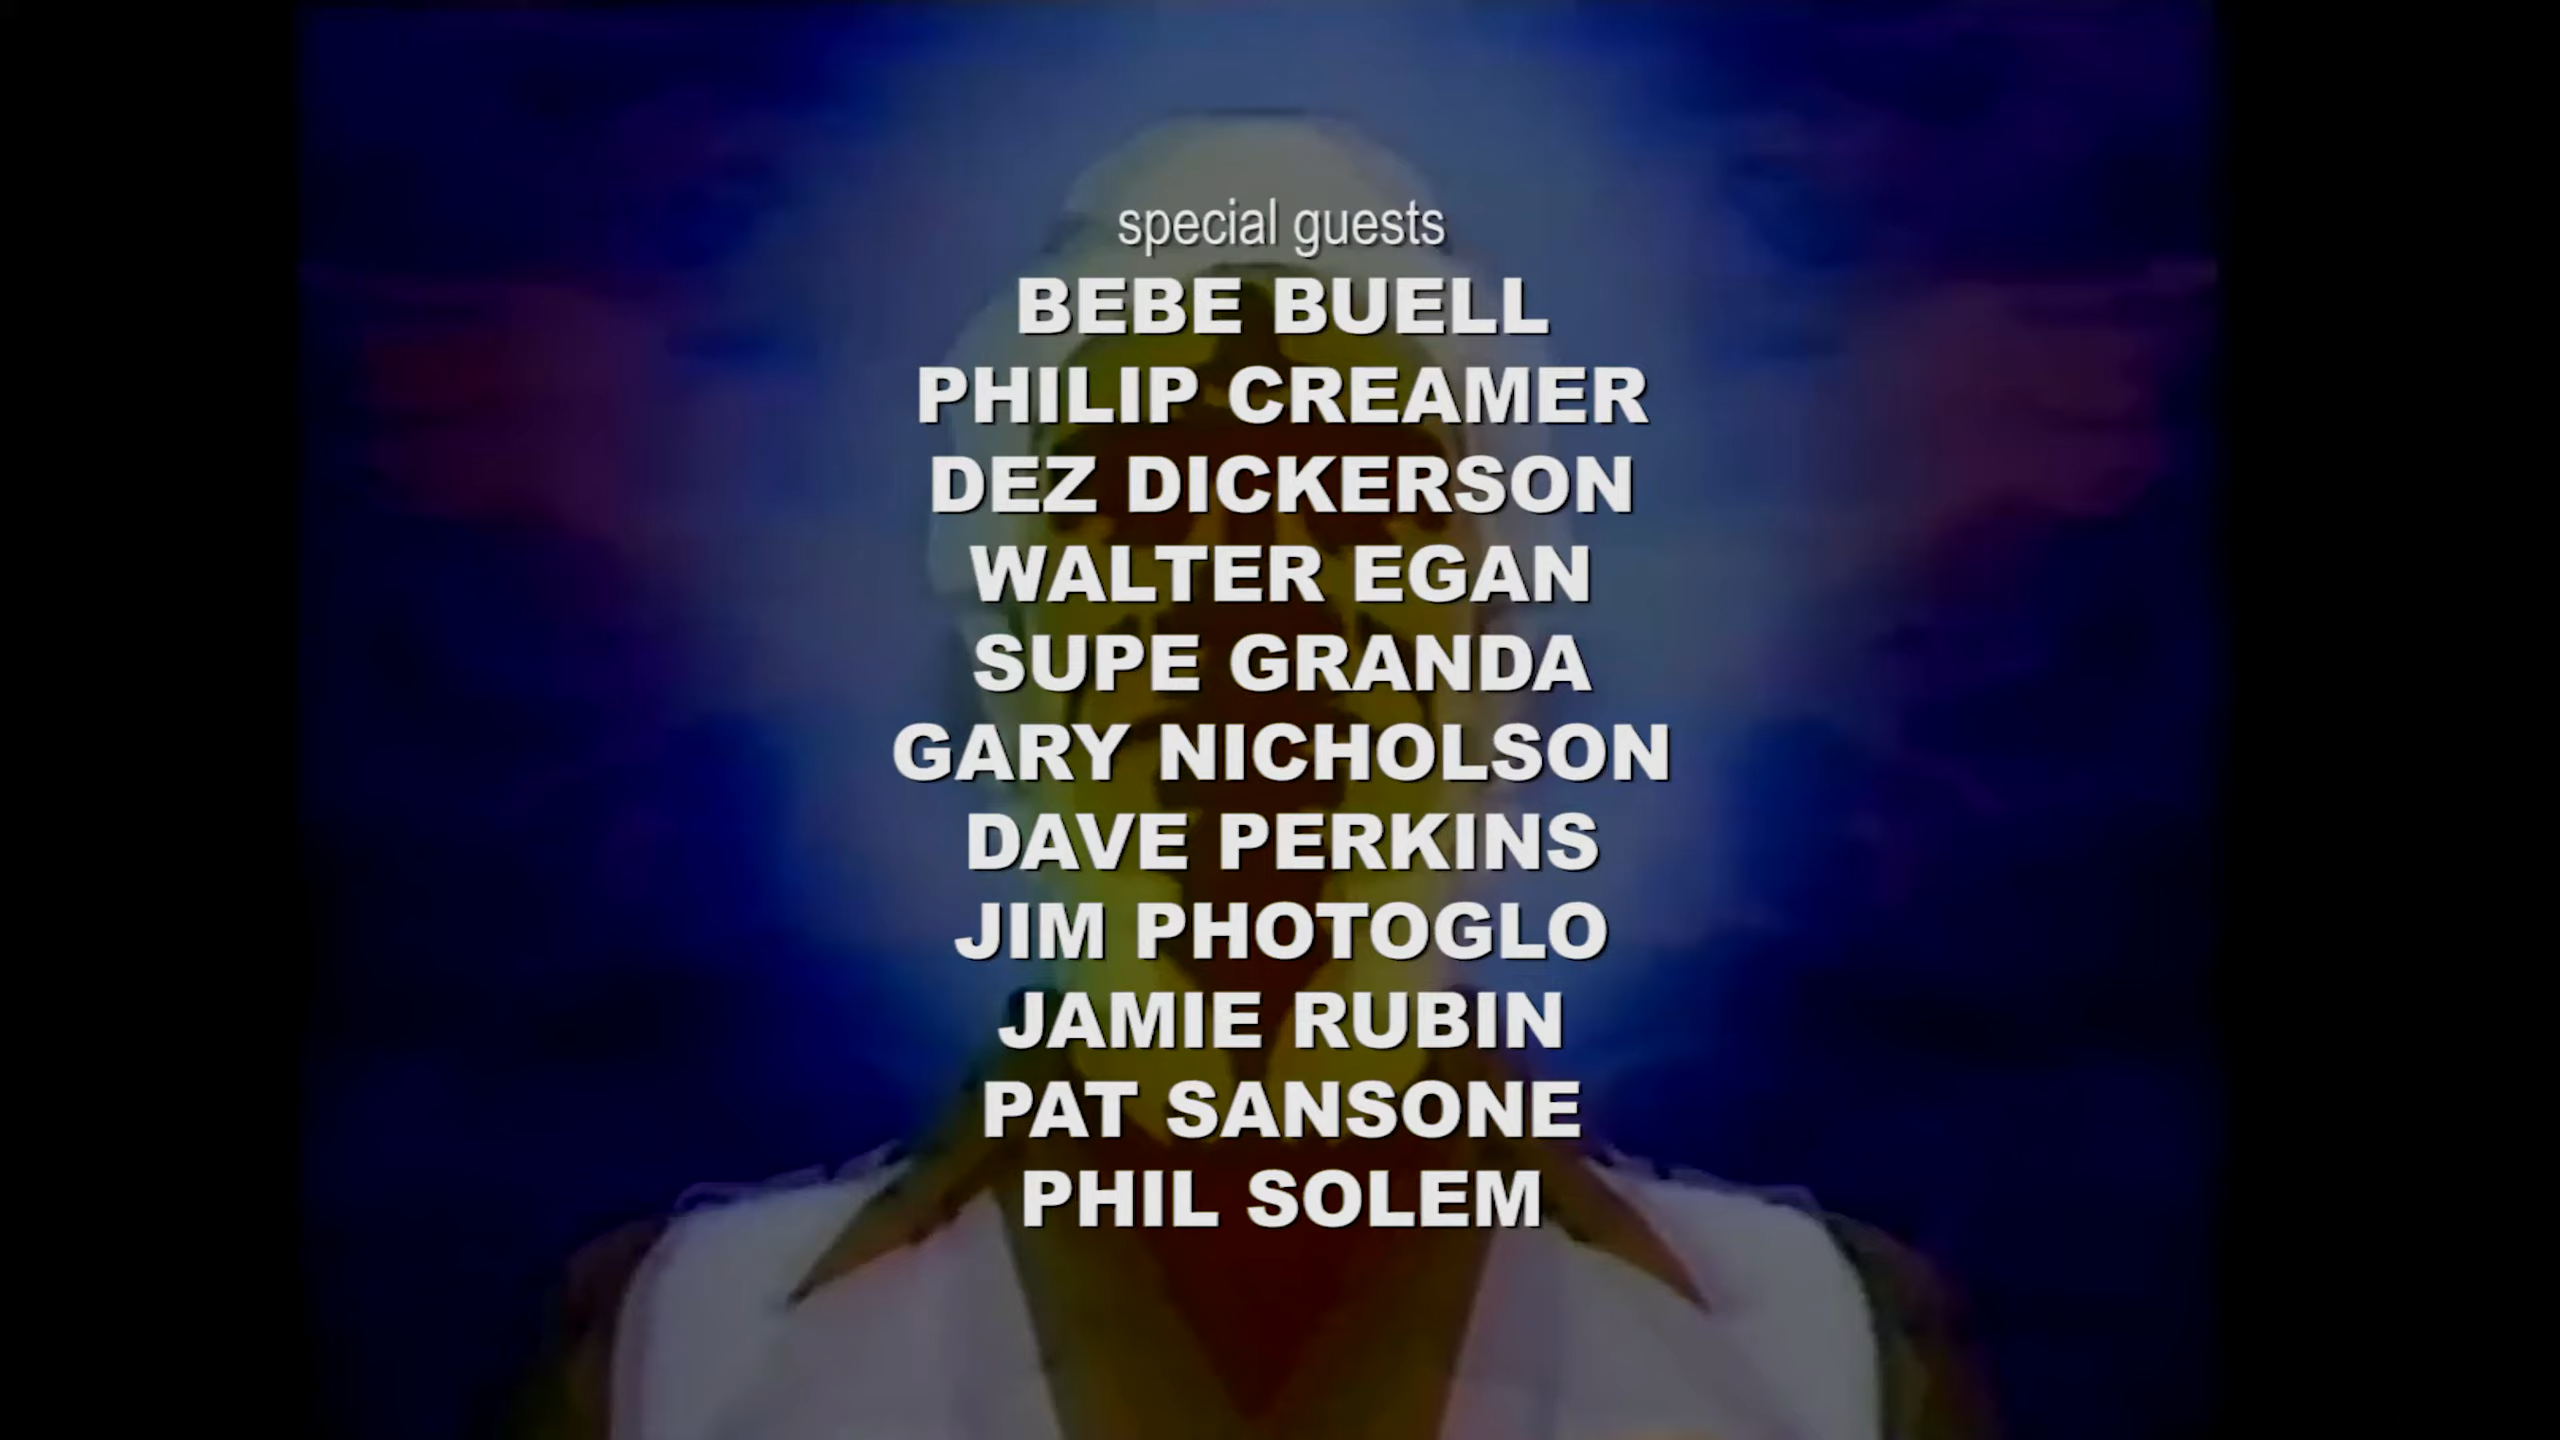 special guests
BEBE BUELL
PHILIP CREAMER
DEZ DICKERSON
WALTER EGAN
SUPE GRANDA
GARY NICHOLSON
DAVE PERKINS
JIM PHOTOGLO
JAMIE RUBIN
PAT SANSONE
PHIL SOLEM